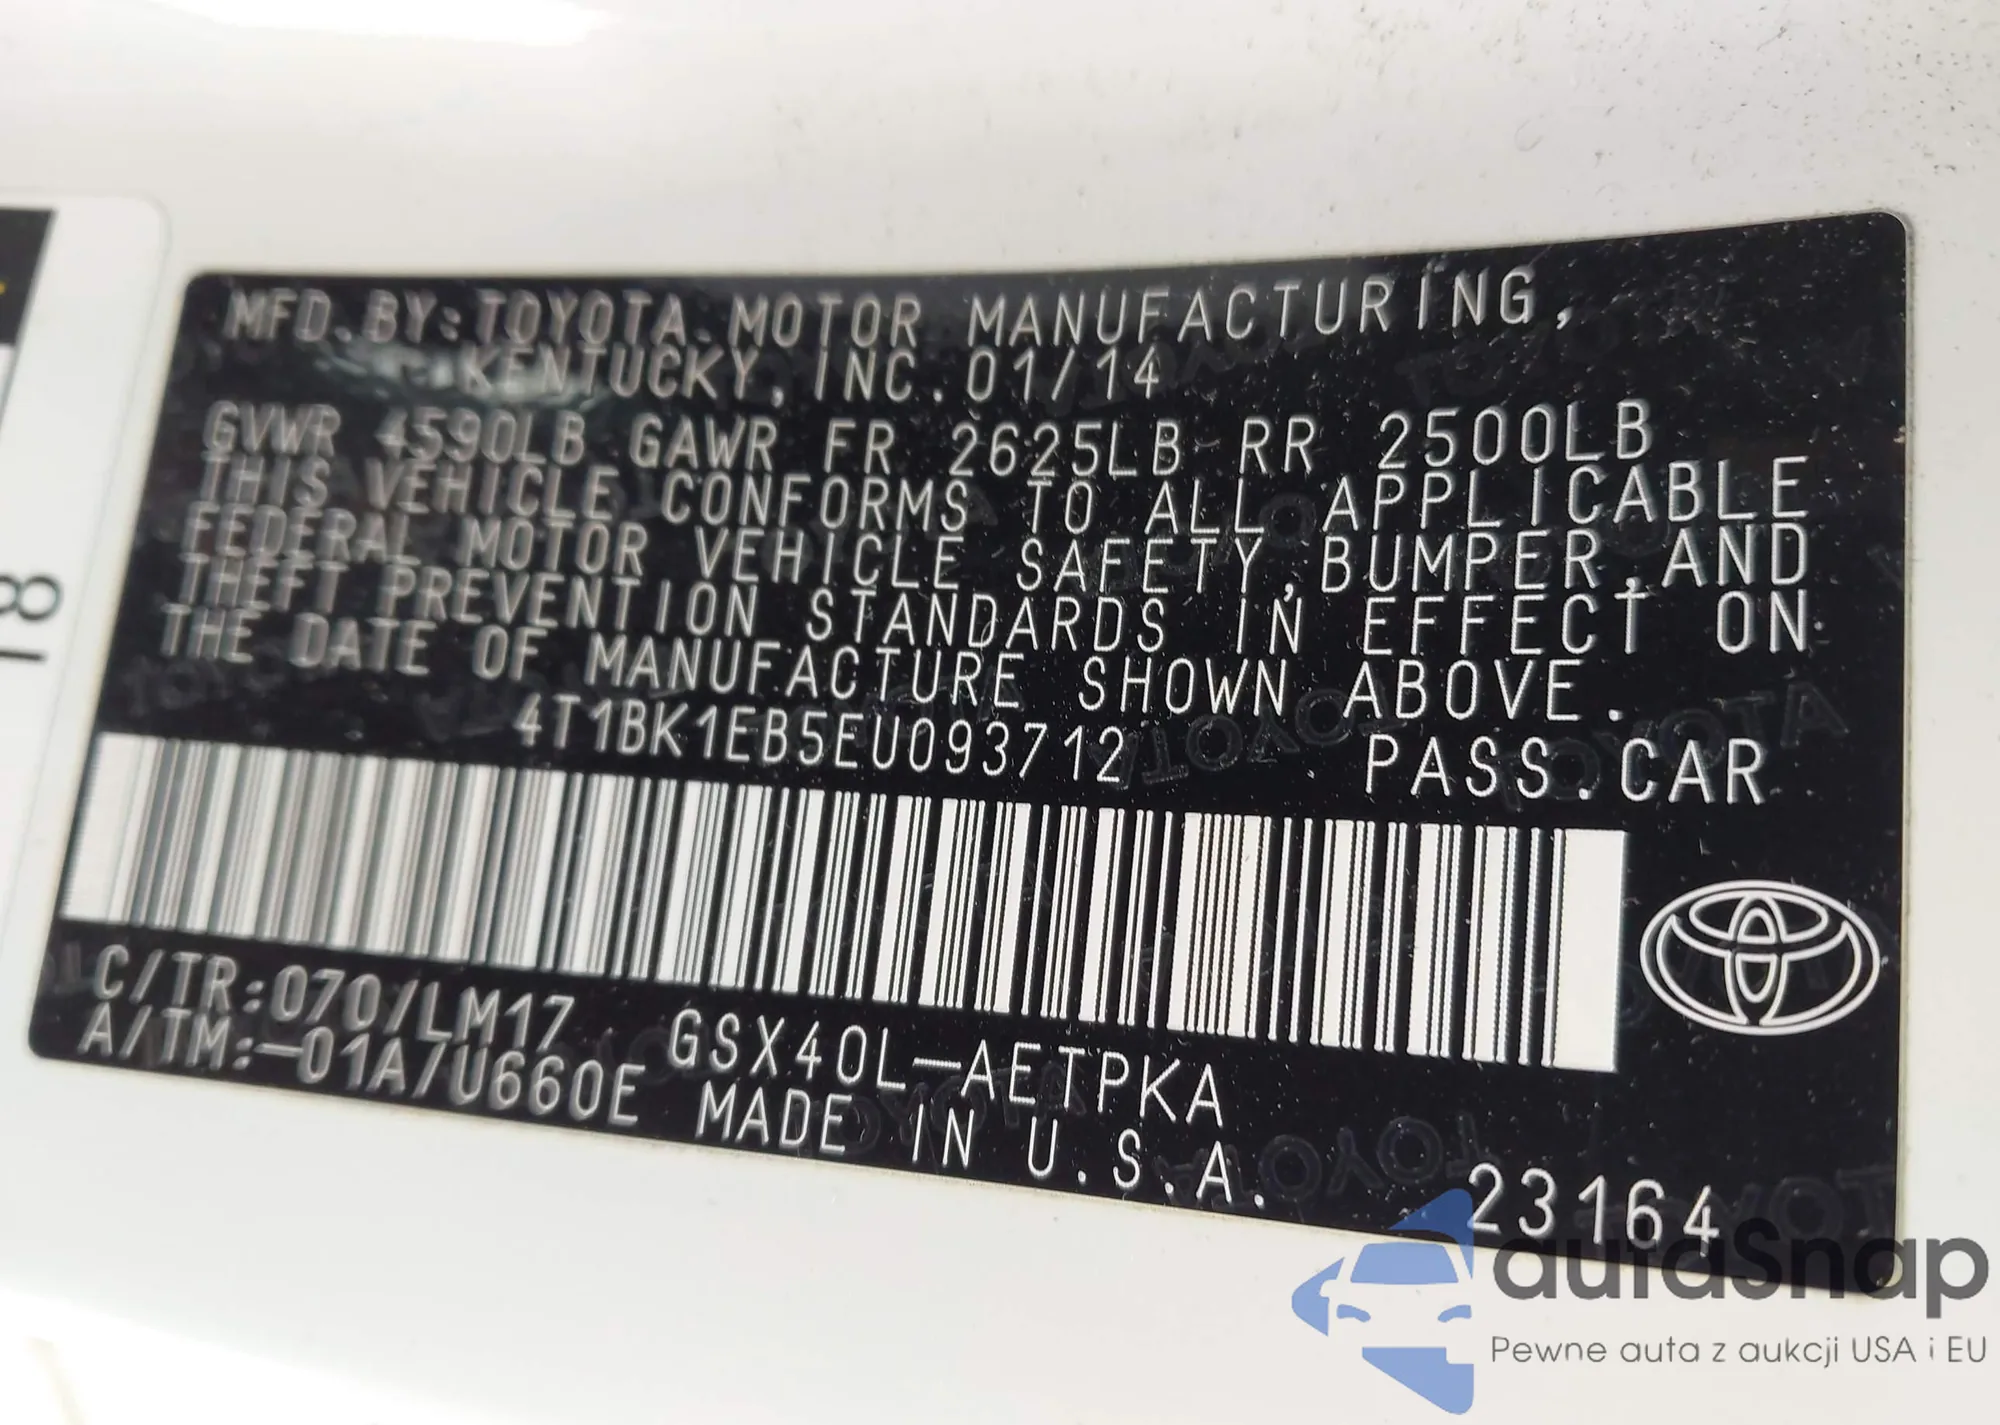 MFD. BY: TOYOTA MOTOR MANUFACTURING,
KENTUCKY, INC. 01/14
GVWR 4590LB GAWR FR 2625LB RR 2500LB
THIS VEHICLE CONFORMS TO ALL APPLICABLE
FEDERAL MOTOR VEHICLE SAFETY, BUMPER, AND
THEFT PREVENTION STANDARDS IN EFFECT ON
THE DATE OF MANUFACTURE SHOWN ABOVE.
4T1BK1EB5EU093712 PASS. CAR
C/TR:070/LM17 GSX40L-AETPKA
A/TM:-01A/U660E MADE IN U.S.A. 23164
autaSnap
Pewne auta z aukcji USA i EU